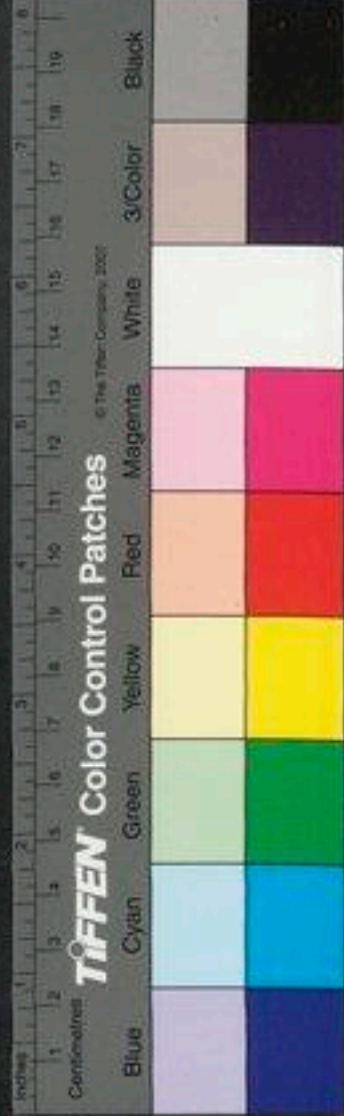 Inches 1 2 3 4 5 6 7 8
Centimetres 1 2 3 4 5 6 7 8 9 10 11 12 13 14 15 16 17 18 19
TIFFEN® Color Control Patches © The Tiffen Company, 2007
Blue Cyan Green Yellow Red Magenta White 3/Color Black